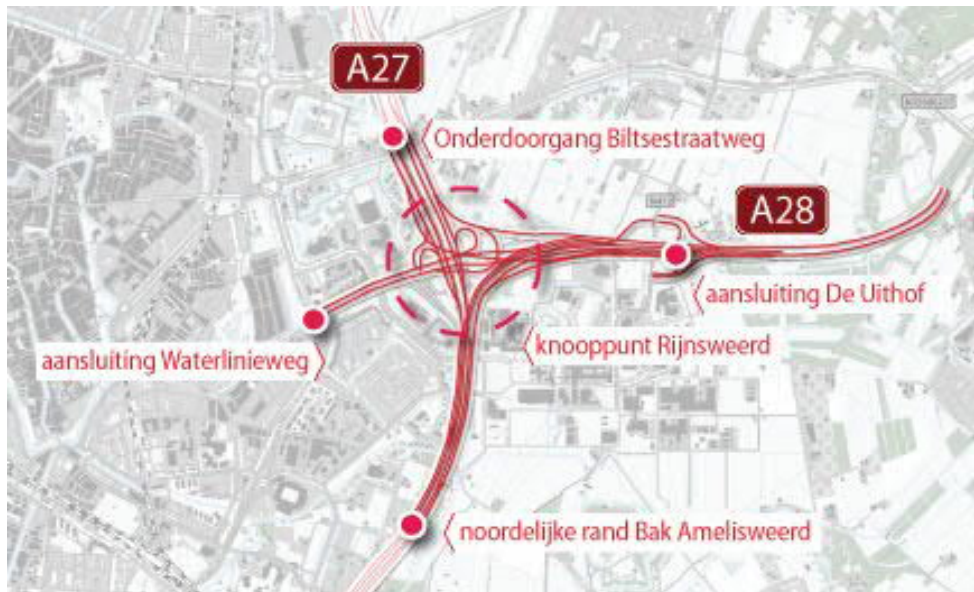 A27
Onderdoorgang Biltsestraatweg
A28
aansluiting De Uithof
knooppunt Rijnsweerd
aansluiting Waterlinieweg
noordelijke rand Bak Amelisweerd